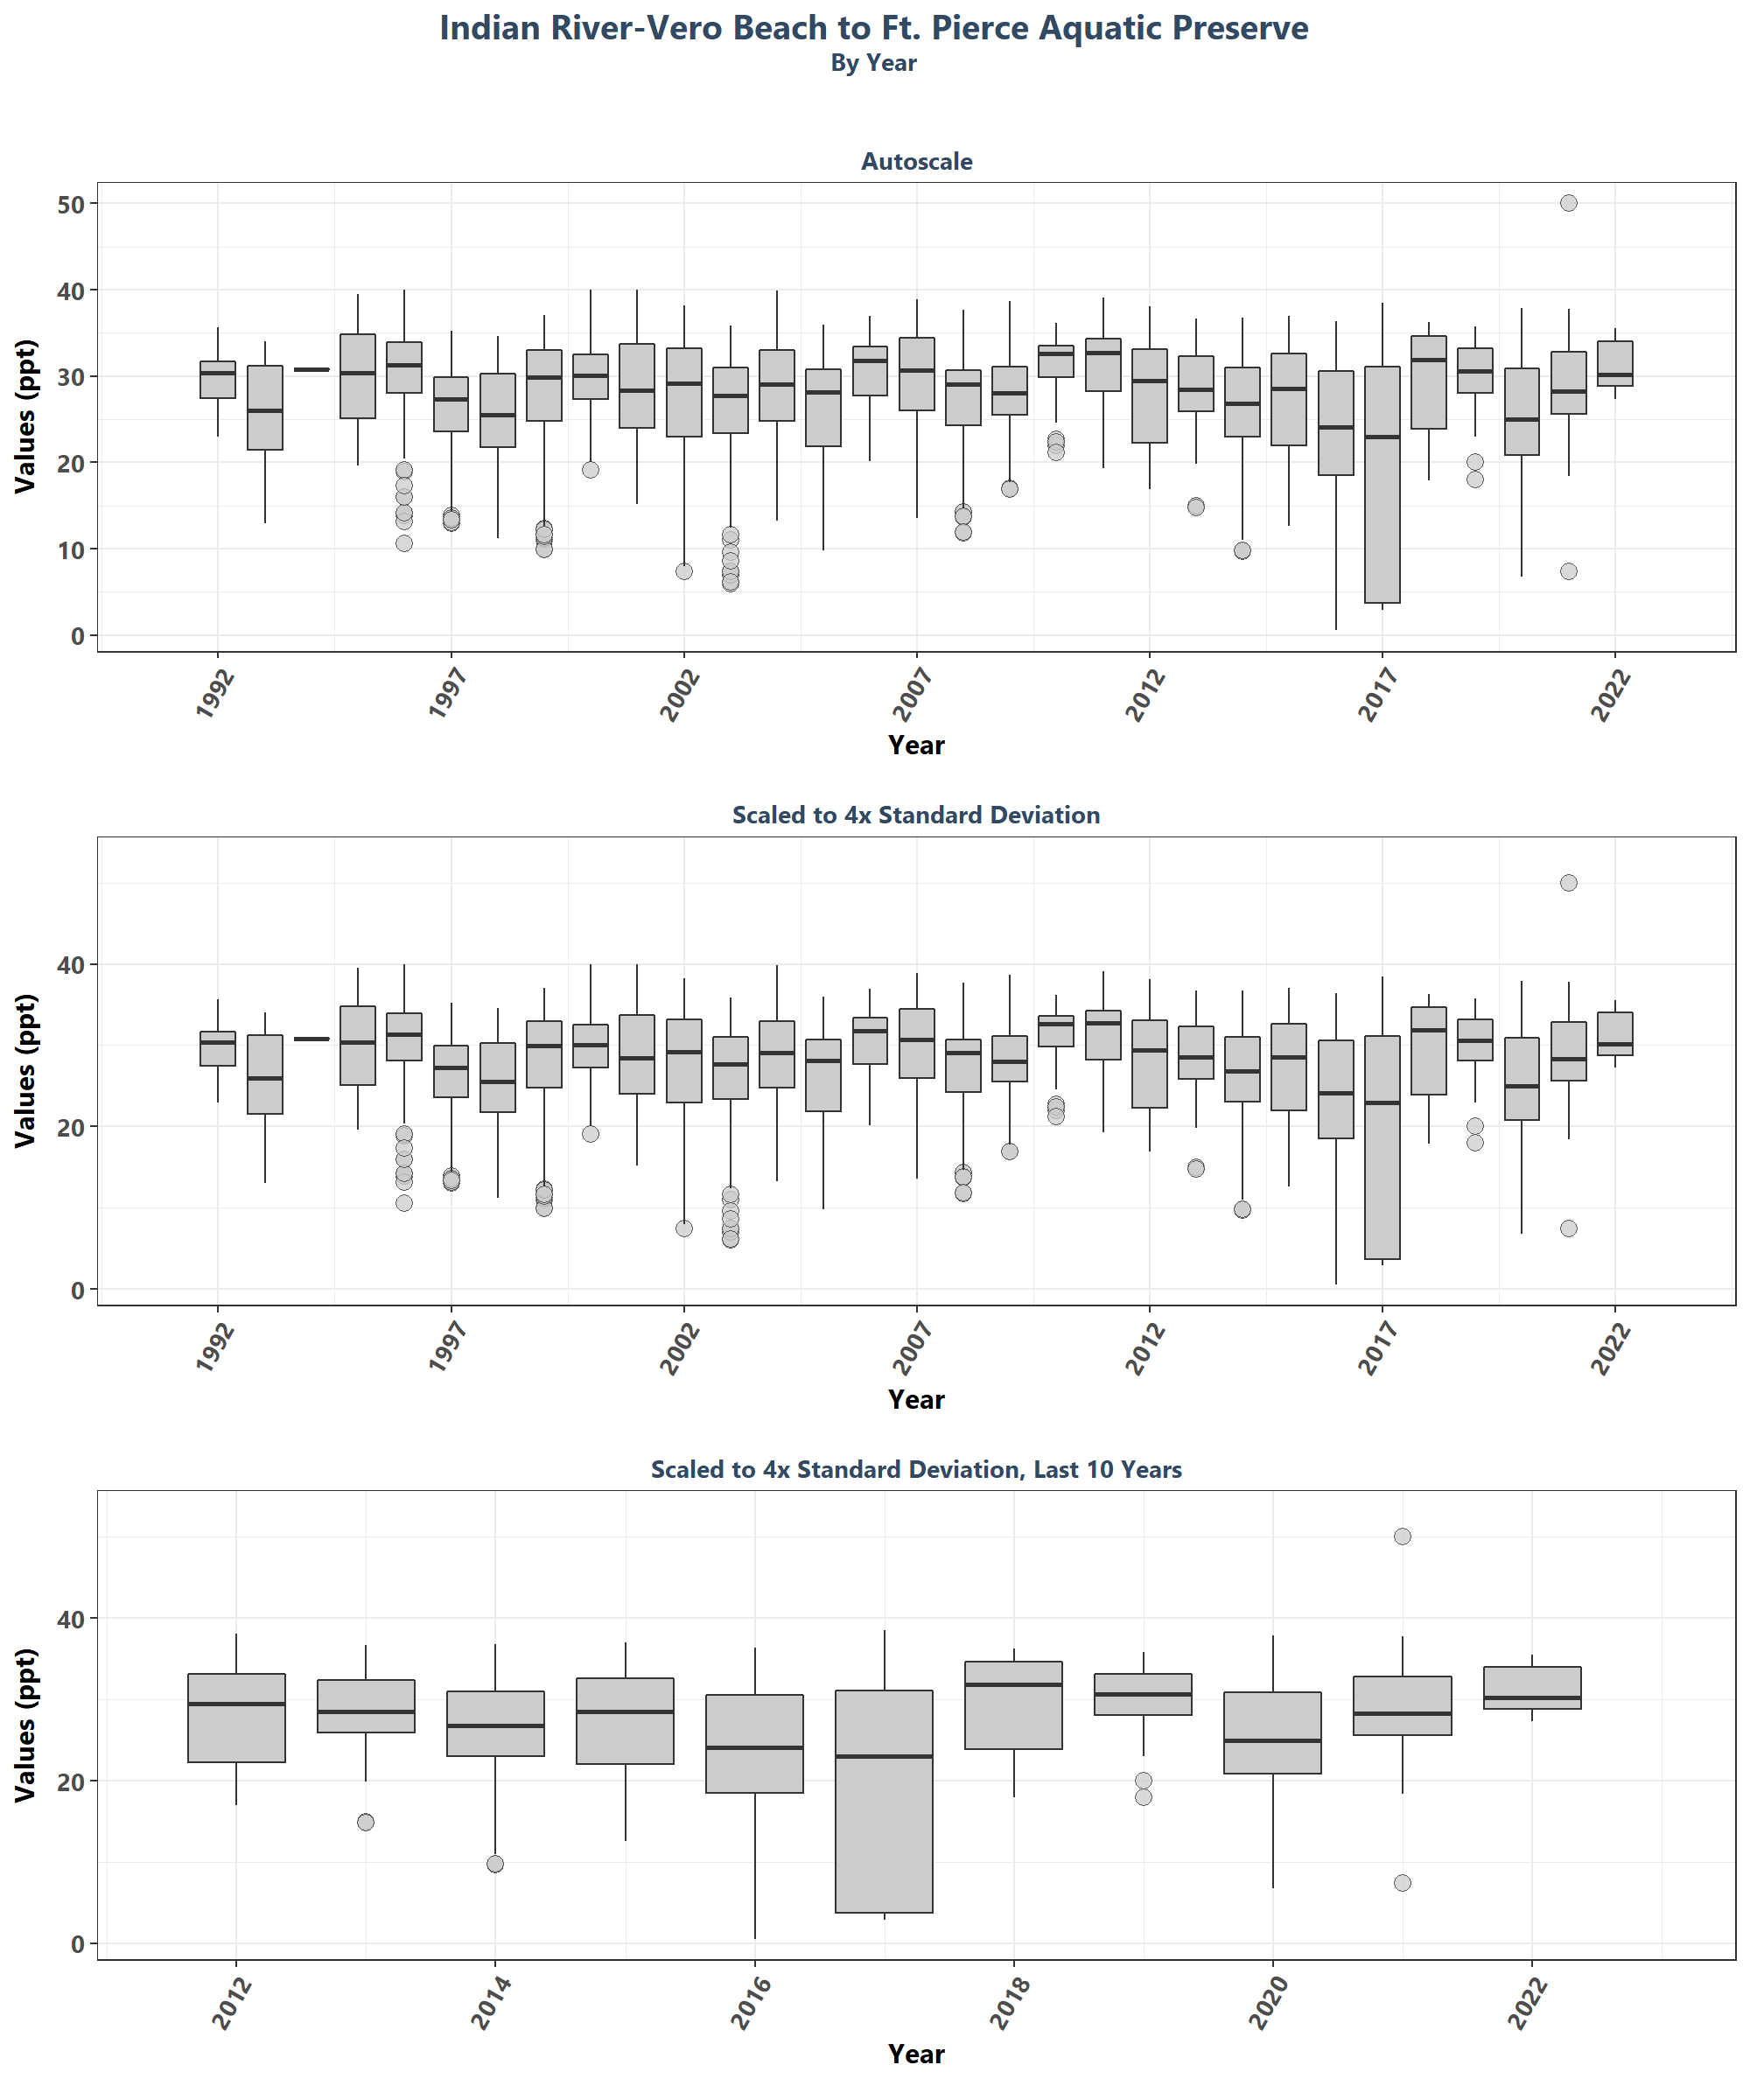 Indian River-Vero Beach to Ft. Pierce Aquatic Preserve
By Year
Autoscale
Values (ppt)
50
40
30
20
10
0
1992
1997
2002
2007
2012
2017
2022
Year
Scaled to 4x Standard Deviation
Values (ppt)
40
20
0
1992
1997
2002
2007
2012
2017
2022
Year
Scaled to 4x Standard Deviation, Last 10 Years
Values (ppt)
40
20
0
2012
2014
2016
2018
2020
2022
Year